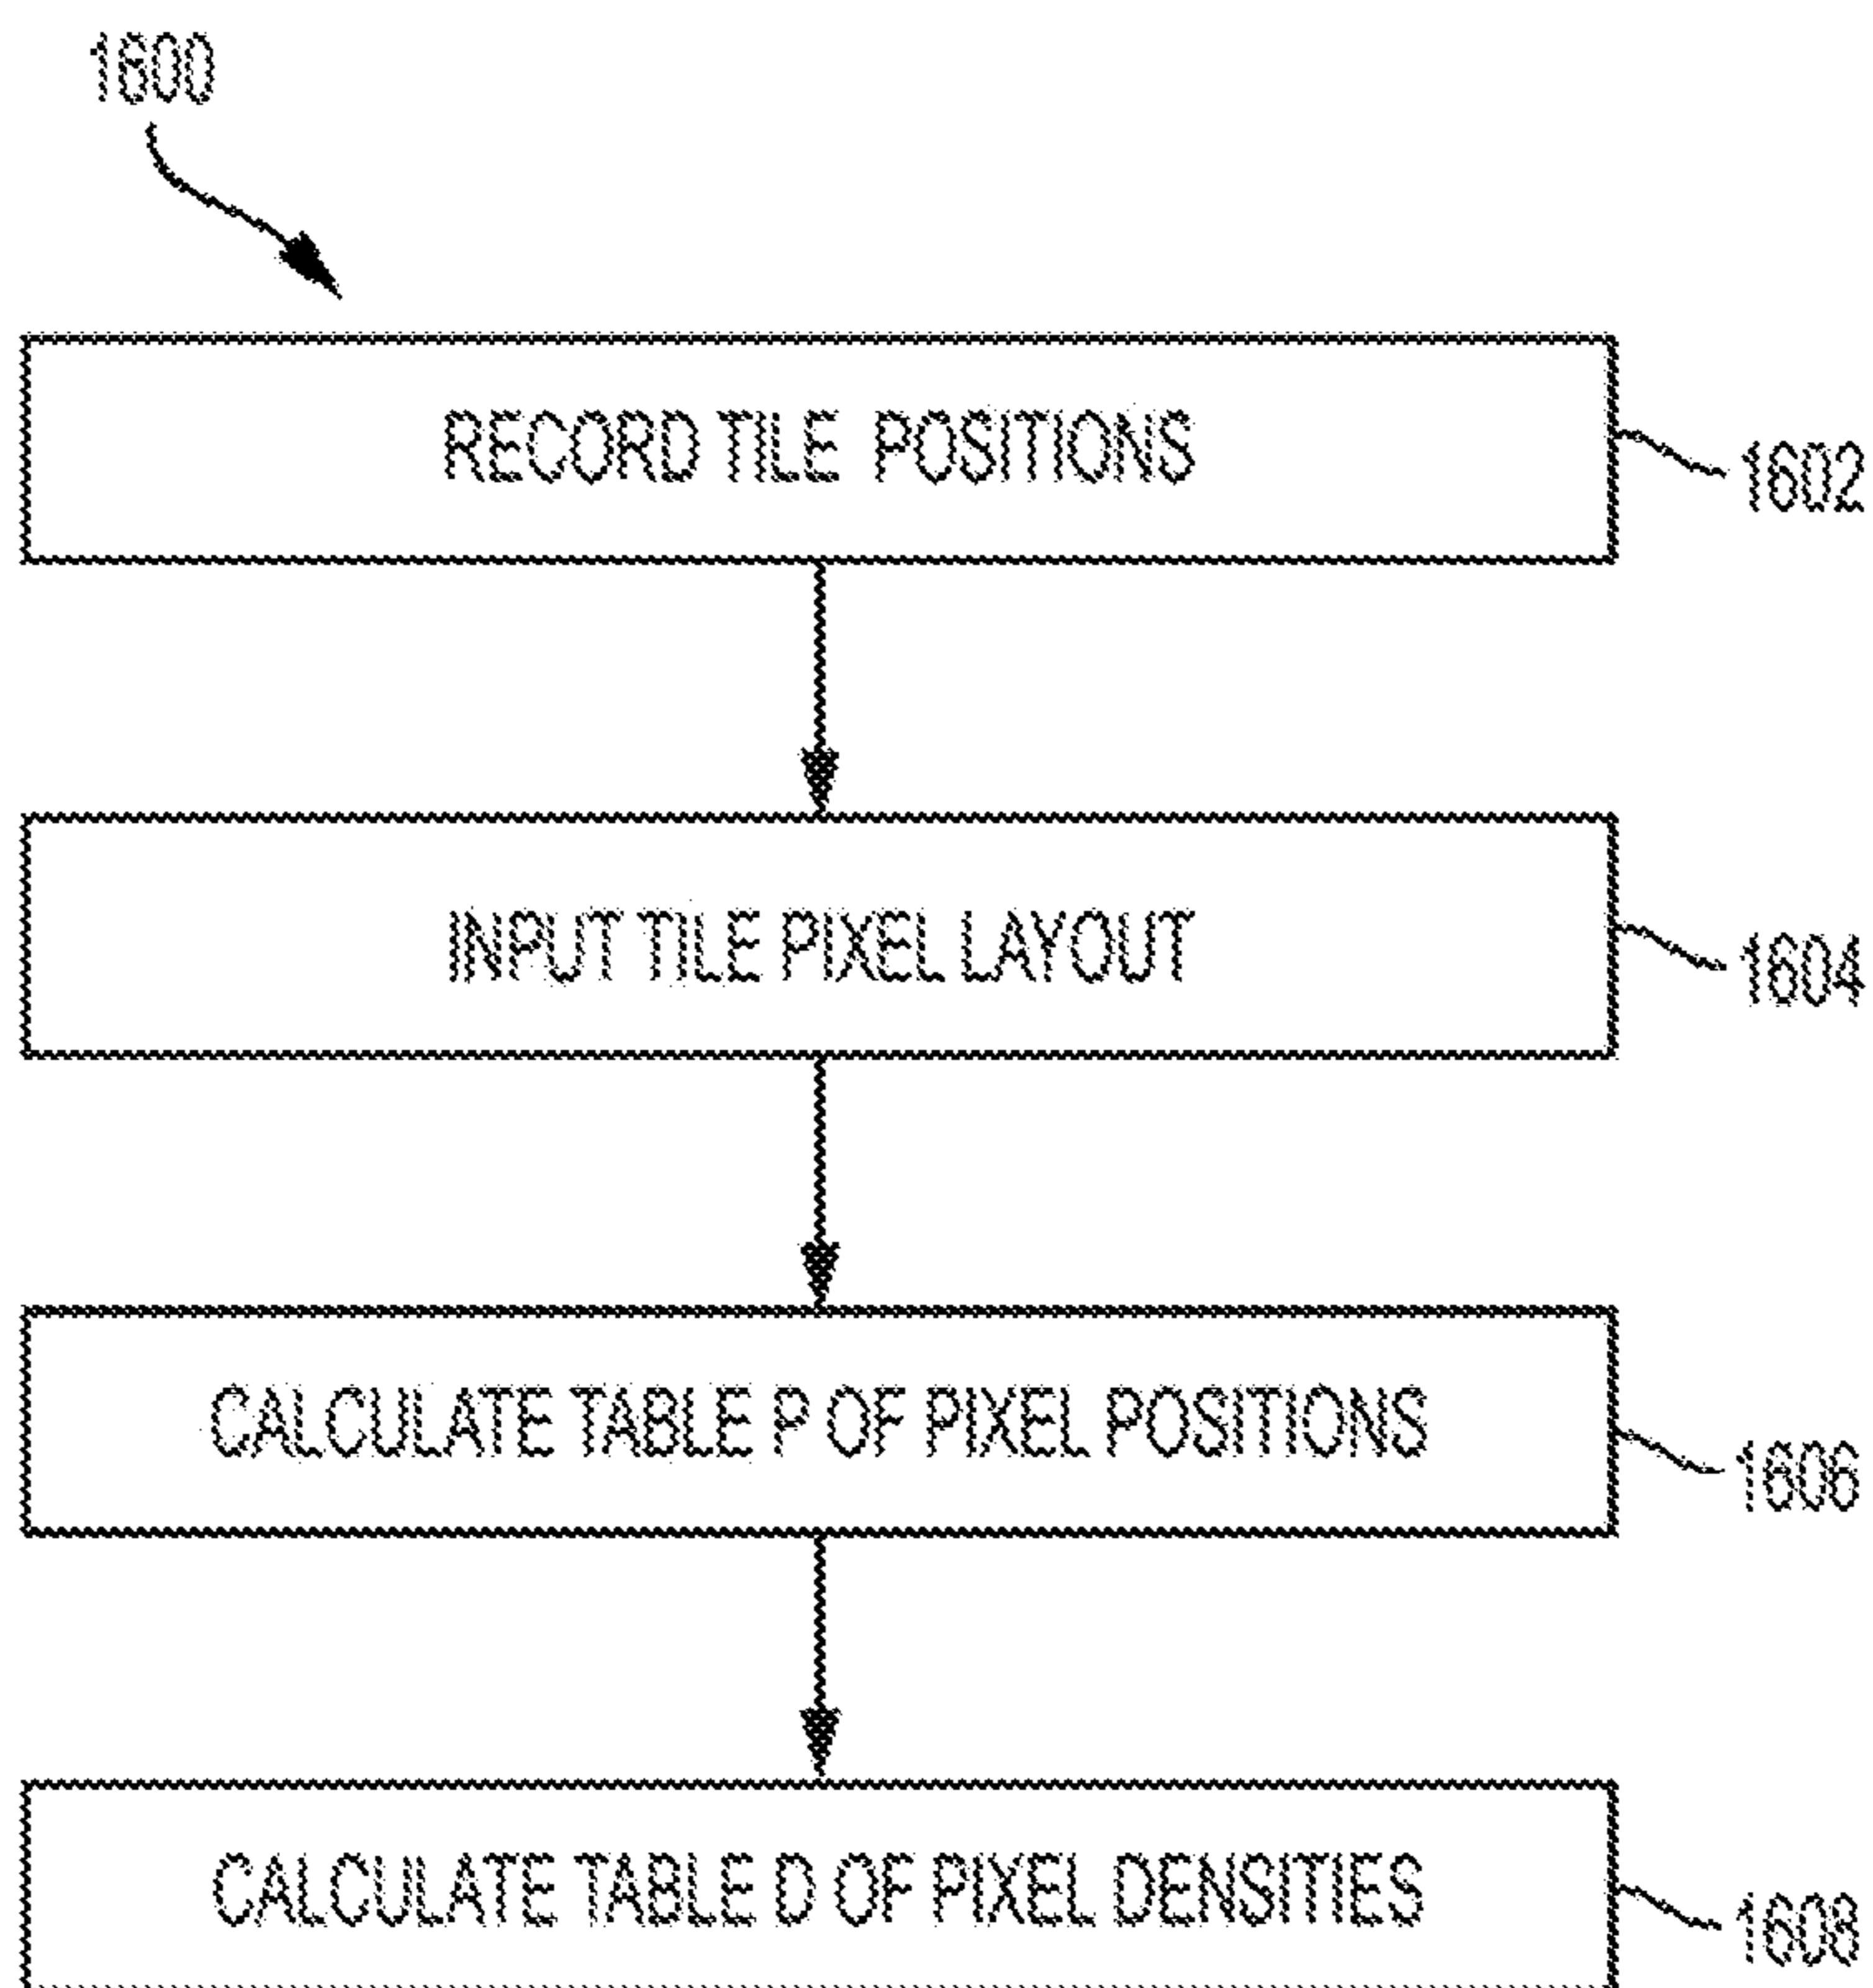 1600
RECORD TILE POSITIONS
1602
INPUT TILE PIXEL LAYOUT
1604
CALCULATE TABLE P OF PIXEL POSITIONS
1606
CALCULATE TABLE D OF PIXEL DENSITIES
1608